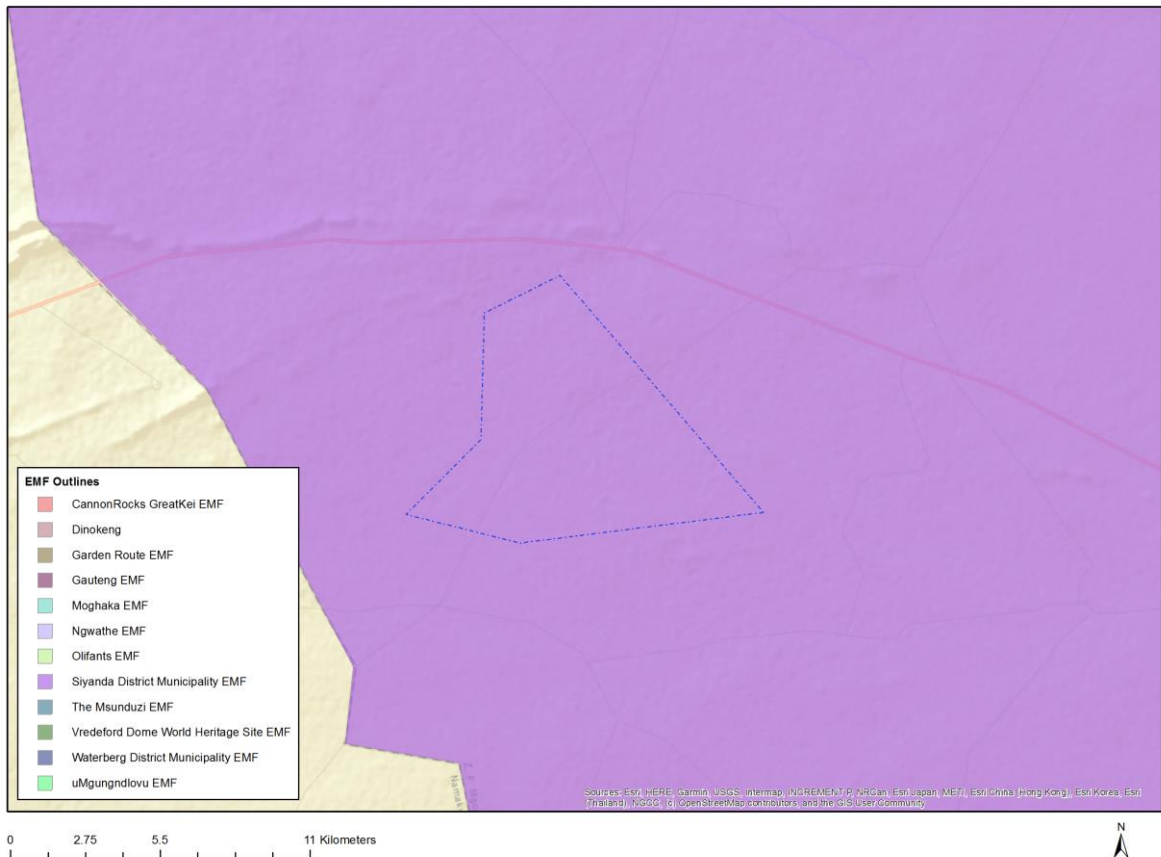 EMF Outlines
CannonRocks GreatKei EMF
Dinokeng
Garden Route EMF
Gauteng EMF
Moghaka EMF
Ngwathe EMF
Olifants EMF
Siyanda District Municipality EMF
The Msunduzi EMF
Vredeford Dome World Heritage Site EMF
Waterberg District Municipality EMF
uMgungndlovu EMF
Z. F. M
Namak
Sources: Esri, HERE, Garmin, USGS, Intermap, INCREMENT P, NRCan, Esri Japan, METI, Esri China (Hong Kong), Esri Korea, Esri
(Thailand), NGCC, (c) OpenStreetMap contributors, and the GIS User Community
0 2.75 5.5 11 Kilometers
N